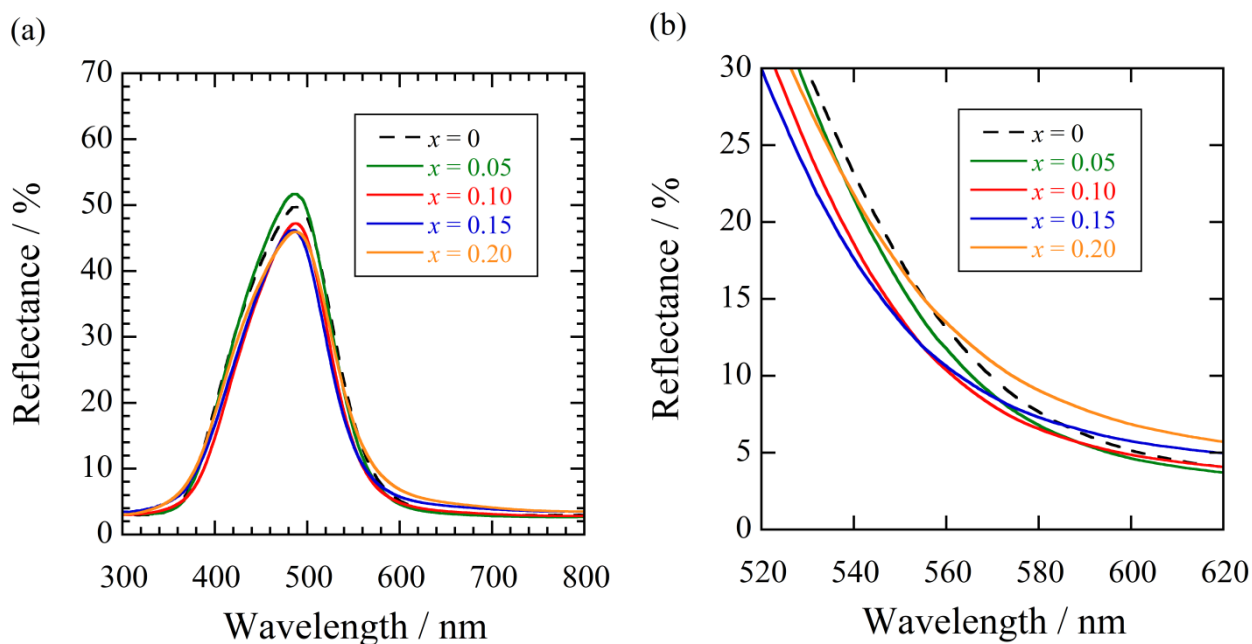 (a)
70
60
50
40
30
20
10
0
300 400 500 600 700 800
Reflectance / %
Wavelength / nm
x = 0
x = 0.05
x = 0.10
x = 0.15
x = 0.20
(b)
30
25
20
15
10
5
0
520 540 560 580 600 620
Reflectance / %
Wavelength / nm
x = 0
x = 0.05
x = 0.10
x = 0.15
x = 0.20